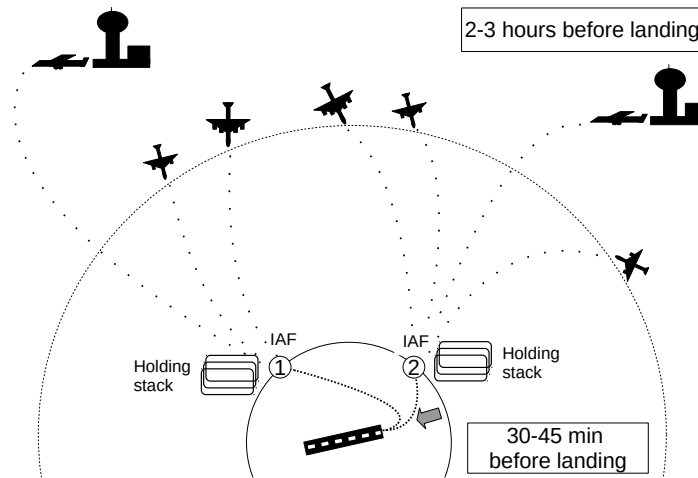 2-3 hours before landing
IAF
IAF
Holding
stack
1
2
Holding
stack
30-45 min
before landing